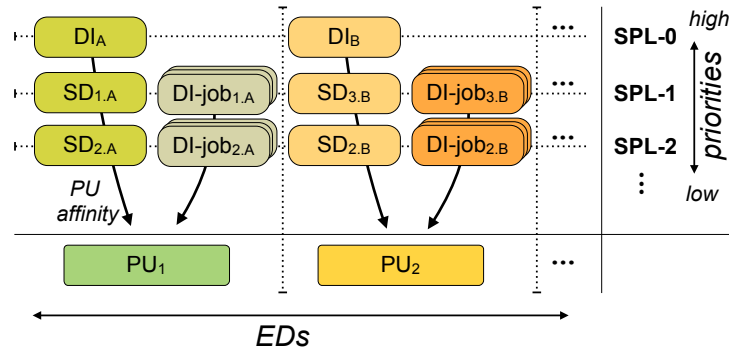 DIA DIB ... SPL-0 high
SD1.A DI-job1.A SD3.B DI-job3.B ... SPL-1
SD2.A DI-job2.A SD2.B DI-job2.B ... SPL-2
priorities
PU
affinity
...
low
PU1 PU2 ...
EDs